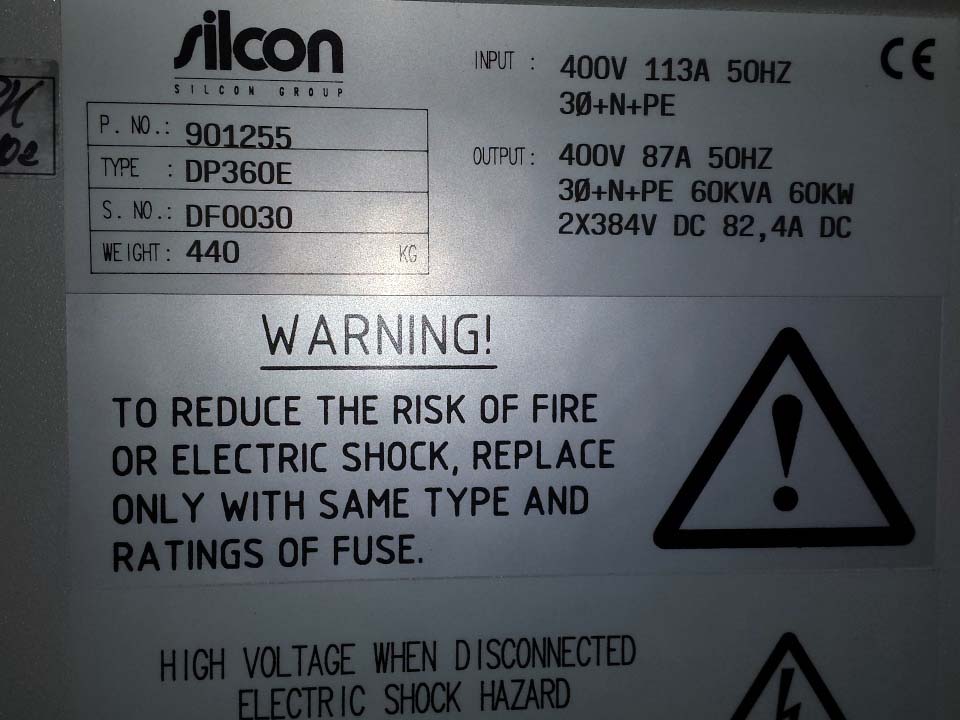 silcon
SILCON GROUP
P. NO.: 901255
TYPE : DP360E
S. NO.: DF0030
WEIGHT: 440 KG
INPUT : 400V 113A 50HZ
3Ø+N+PE
OUTPUT: 400V 87A 50HZ
3Ø+N+PE 60KVA 60KW
2X384V DC 82,4A DC
CE
WARNING!
TO REDUCE THE RISK OF FIRE
OR ELECTRIC SHOCK, REPLACE
ONLY WITH SAME TYPE AND
RATINGS OF FUSE.
HIGH VOLTAGE WHEN DISCONNECTED
ELECTRIC SHOCK HAZARD